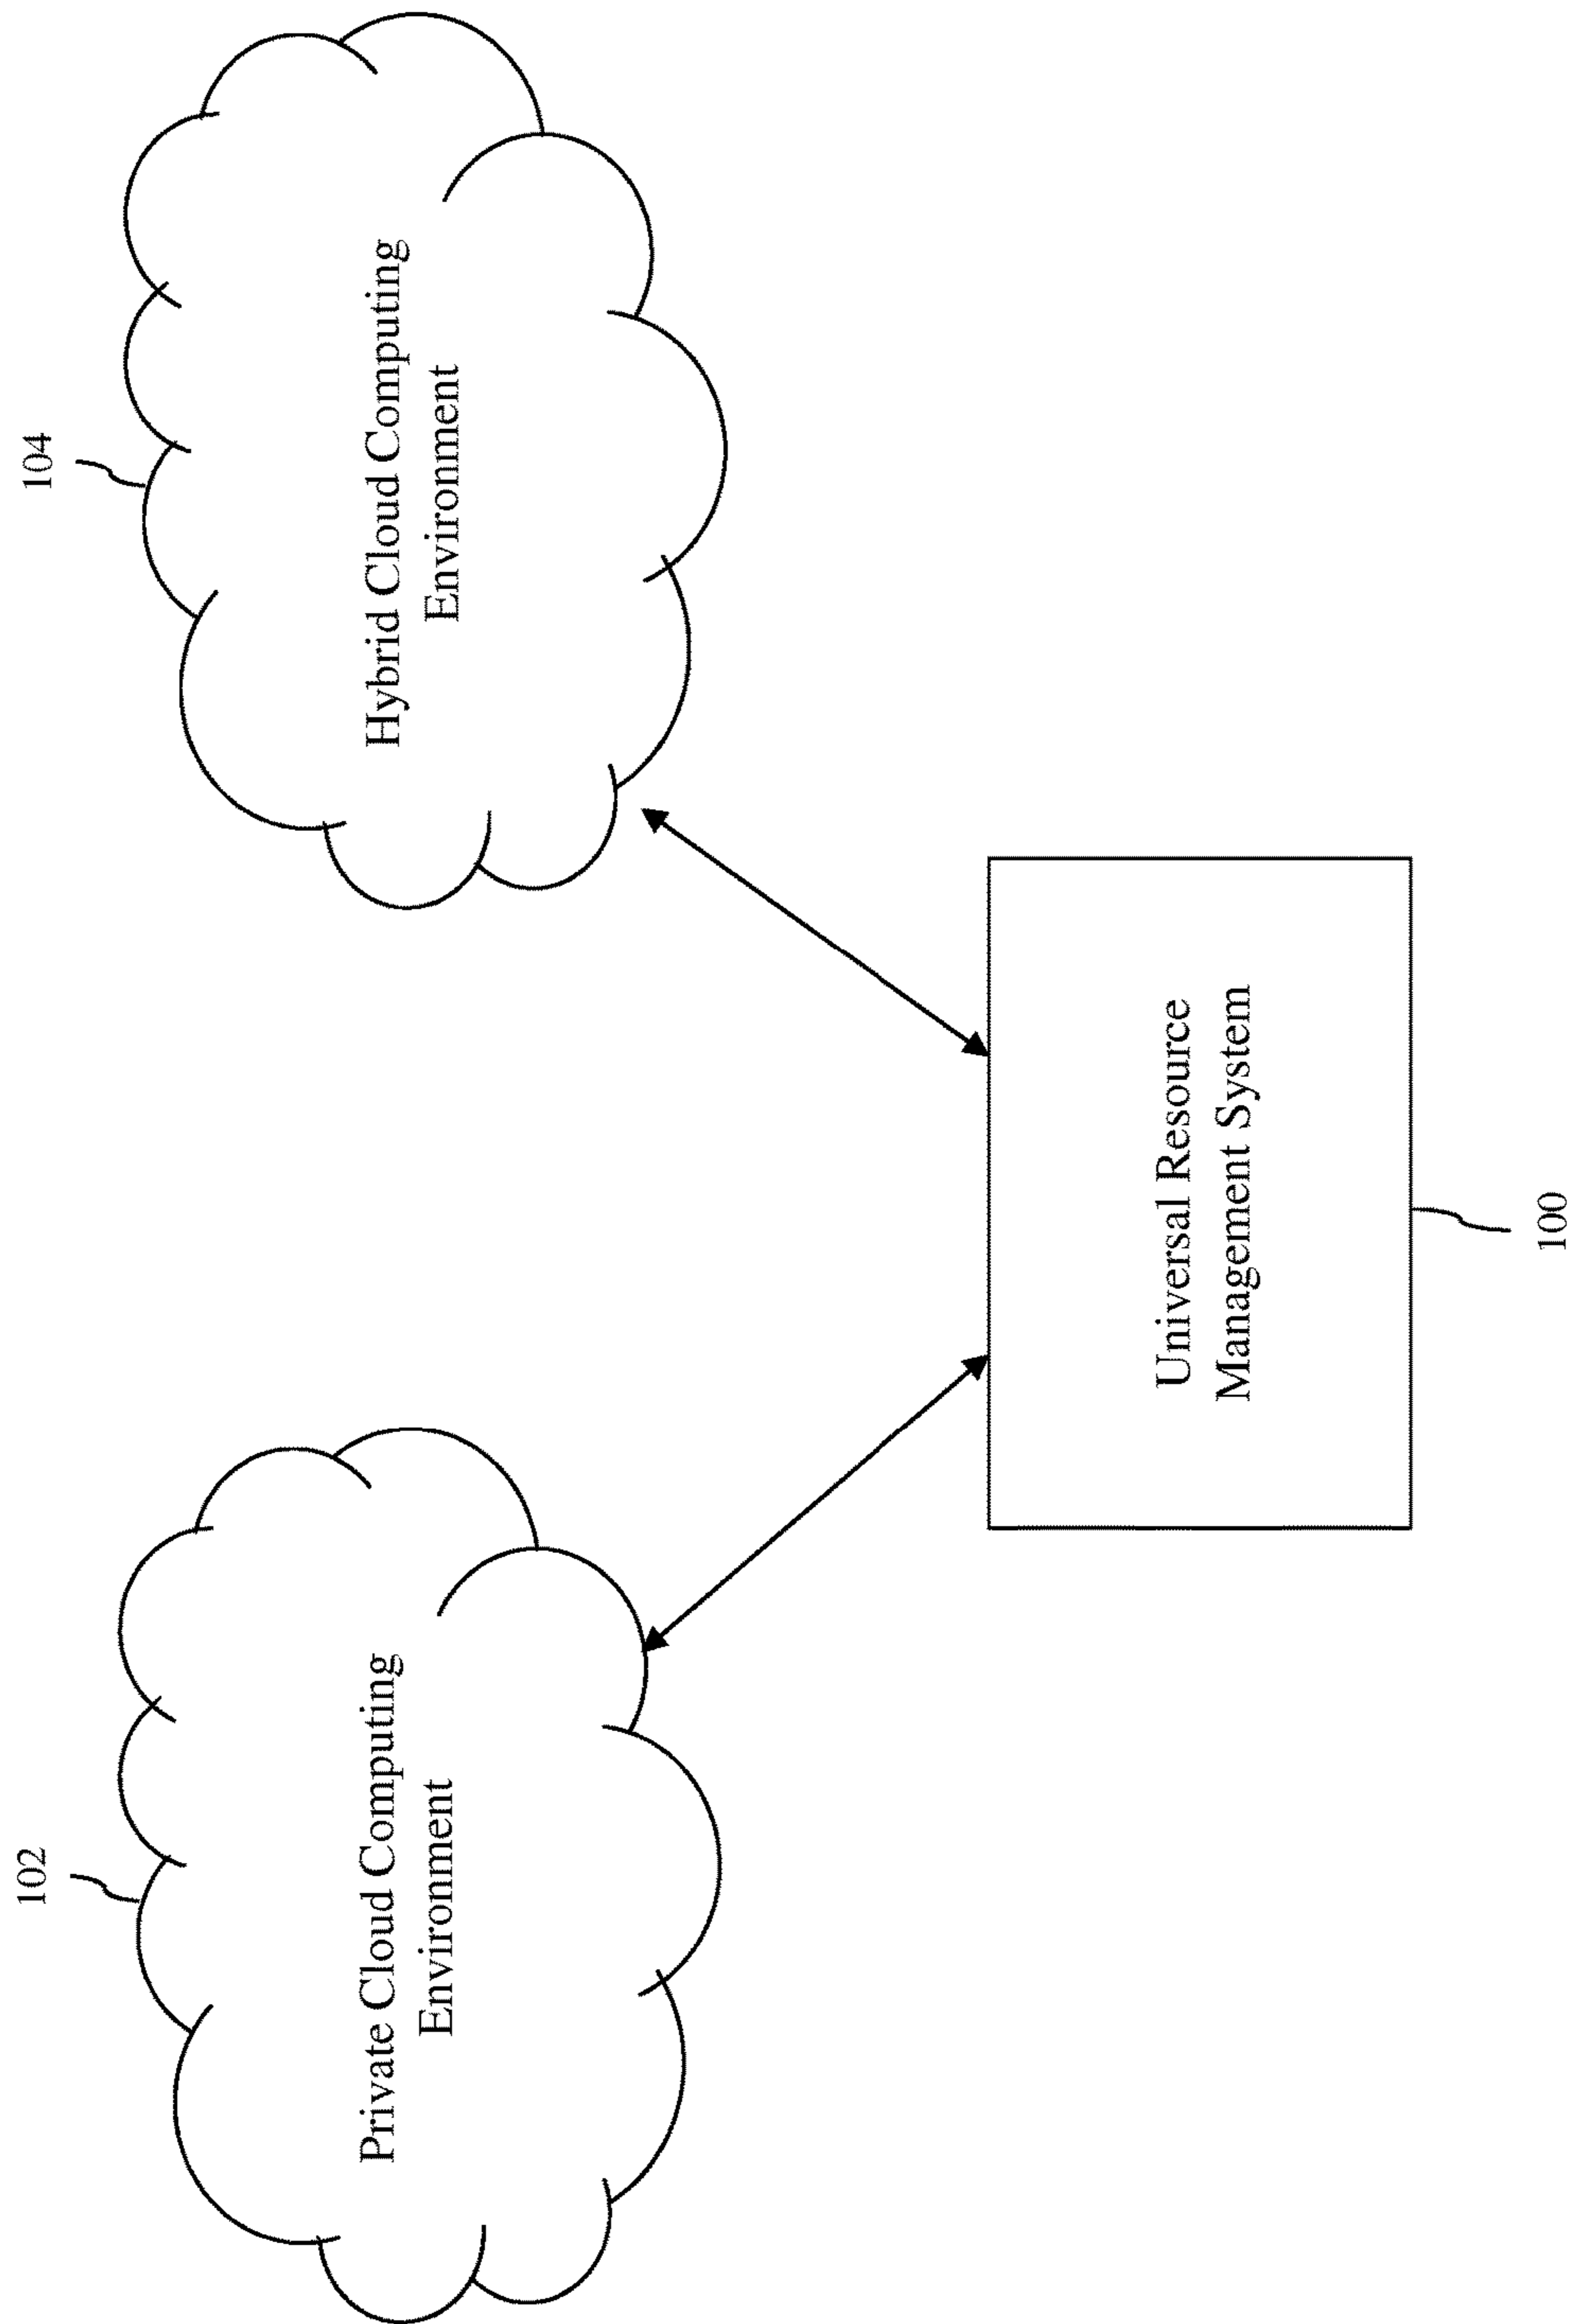 102
104
Private Cloud Computing
Environment
Hybrid Cloud Computing
Environment
Universal Resource
Management System
100